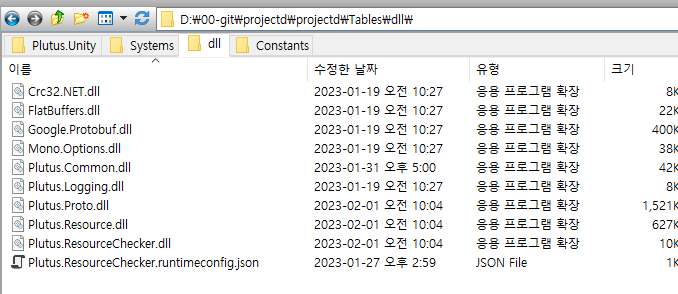 D:\00-git\projectd\projectd\Tables\dll\
Plutus.Unity Systems dll Constants
이름 수정한 날짜 유형 크기
Crc32.NET.dll 2023-01-19 오전 10:27 응용 프로그램 확장 8K
FlatBuffers.dll 2023-01-19 오전 10:27 응용 프로그램 확장 22K
Google.Protobuf.dll 2023-01-19 오전 10:27 응용 프로그램 확장 400K
Mono.Options.dll 2023-01-19 오전 10:27 응용 프로그램 확장 38K
Plutus.Common.dll 2023-01-31 오후 5:00 응용 프로그램 확장 42K
Plutus.Logging.dll 2023-01-19 오전 10:27 응용 프로그램 확장 8K
Plutus.Proto.dll 2023-02-01 오전 10:04 응용 프로그램 확장 1,521K
Plutus.Resource.dll 2023-02-01 오전 10:04 응용 프로그램 확장 627K
Plutus.ResourceChecker.dll 2023-02-01 오전 10:04 응용 프로그램 확장 10K
Plutus.ResourceChecker.runtimeconfig.json 2023-01-27 오후 2:59 JSON File 1K